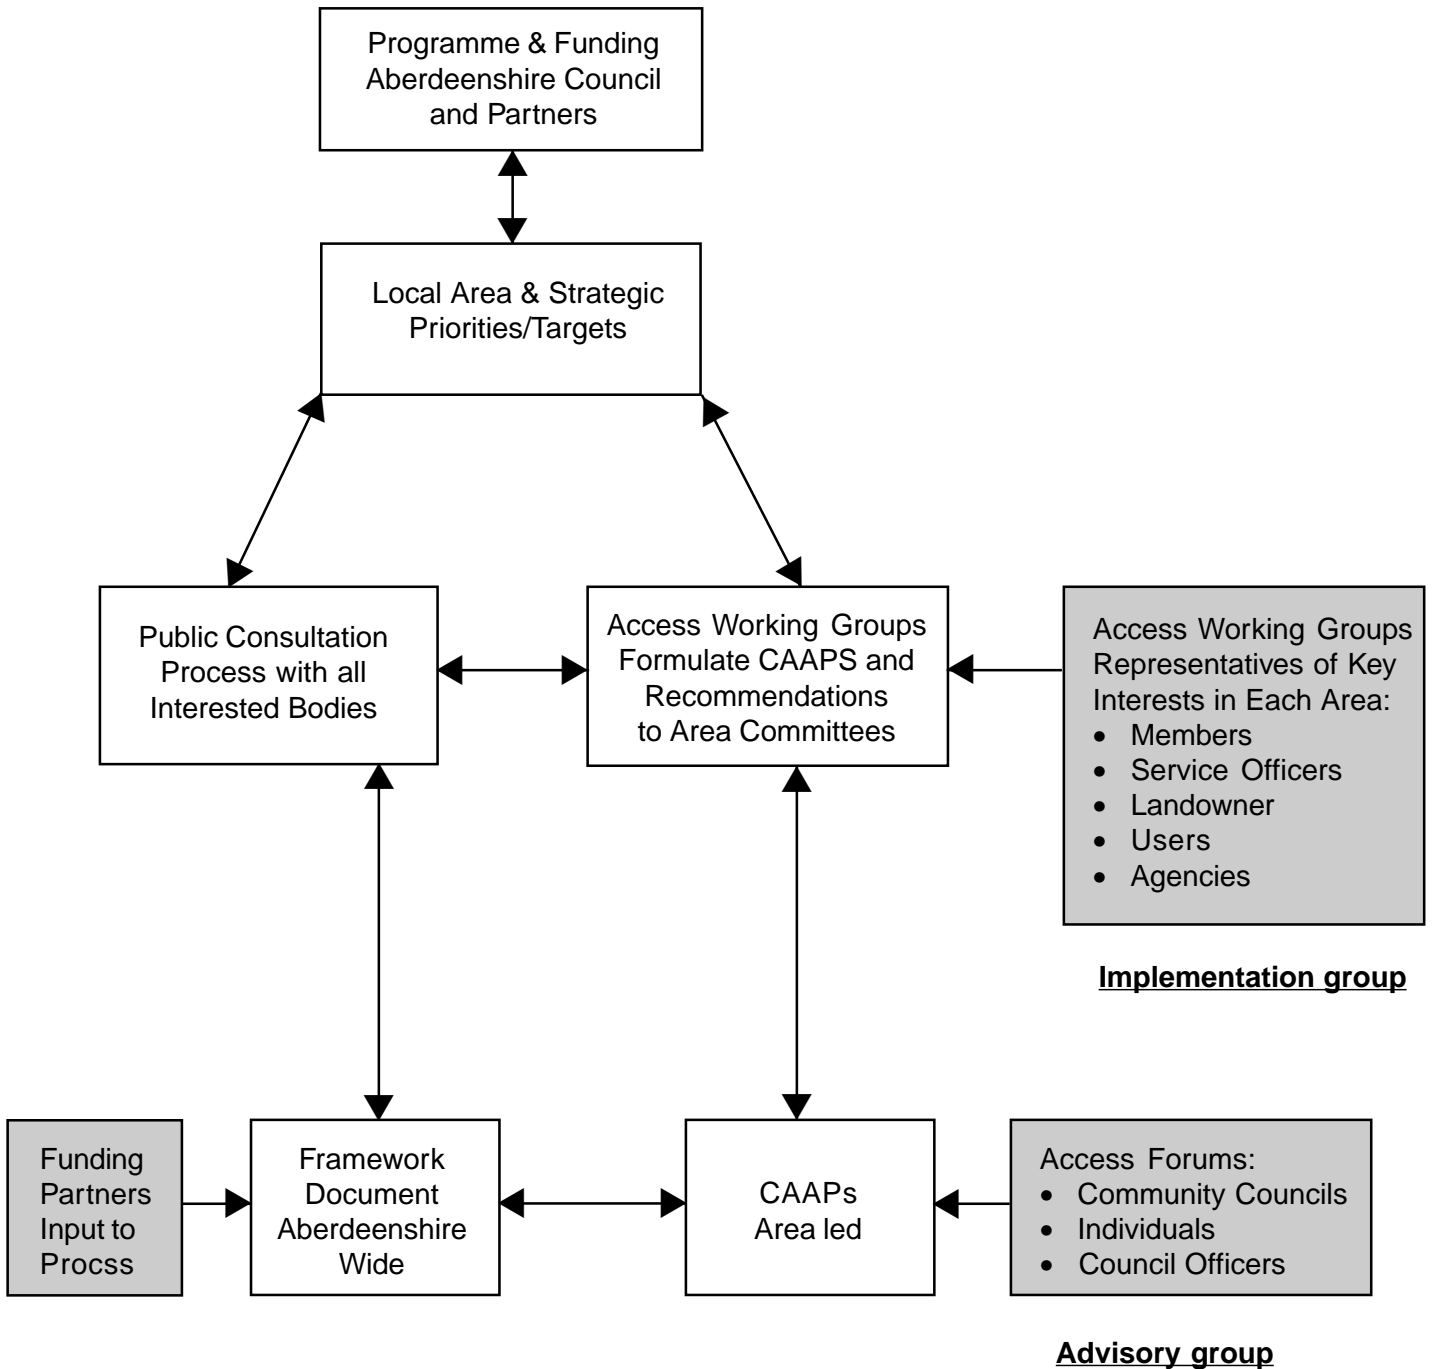 Programme & Funding
Aberdeenshire Council
and Partners
Local Area & Strategic
Priorities/Targets
Public Consultation
Process with all
Interested Bodies
Access Working Groups
Formulate CAAPS and
Recommendations
to Area Committees
Access Working Groups
Representatives of Key
Interests in Each Area:
• Members
• Service Officers
• Landowner
• Users
• Agencies
Implementation group
Funding
Partners
Input to
Procss
Framework
Document
Aberdeenshire
Wide
CAAPs
Area led
Access Forums:
• Community Councils
• Individuals
• Council Officers
Advisory group